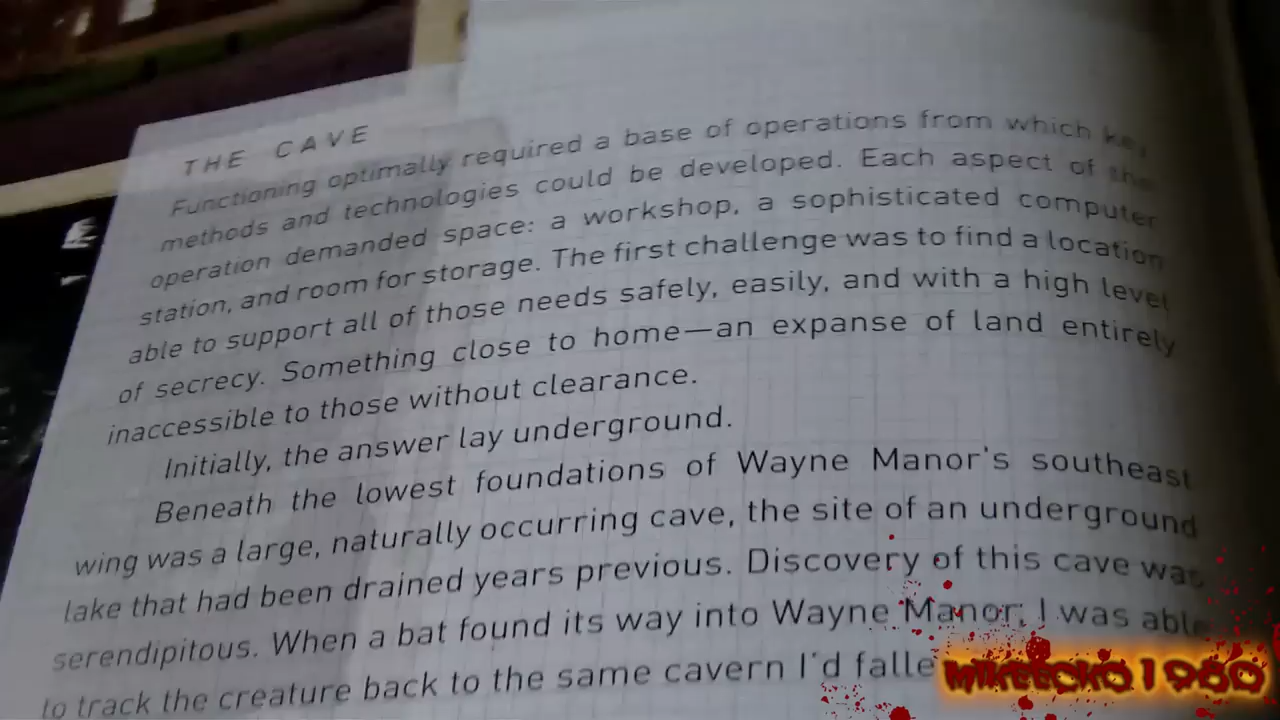 THE CAVE
Functioning optimally required a base of operations from which key
methods and technologies could be developed. Each aspect of the
operation demanded space: a workshop, a sophisticated computer
station, and room for storage. The first challenge was to find a location
able to support all of those needs safely, easily, and with a high level
of secrecy. Something close to home—an expanse of land entirely
inaccessible to those without clearance.
Initially, the answer lay underground.
Beneath the lowest foundations of Wayne Manor's southeast
wing was a large, naturally occurring cave, the site of an underground
lake that had been drained years previous. Discovery of this cave was
serendipitous. When a bat found its way into Wayne Manor, I was able
to track the creature back to the same cavern I'd
mikeecko1980